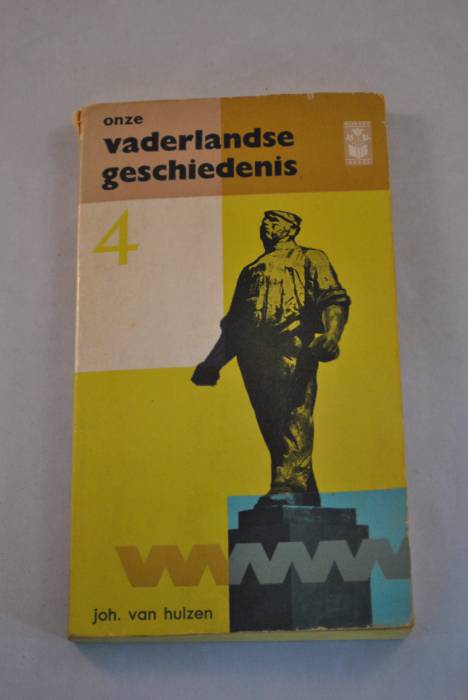 onze
vaderlandse
geschiedenis
4
joh. van hulzen